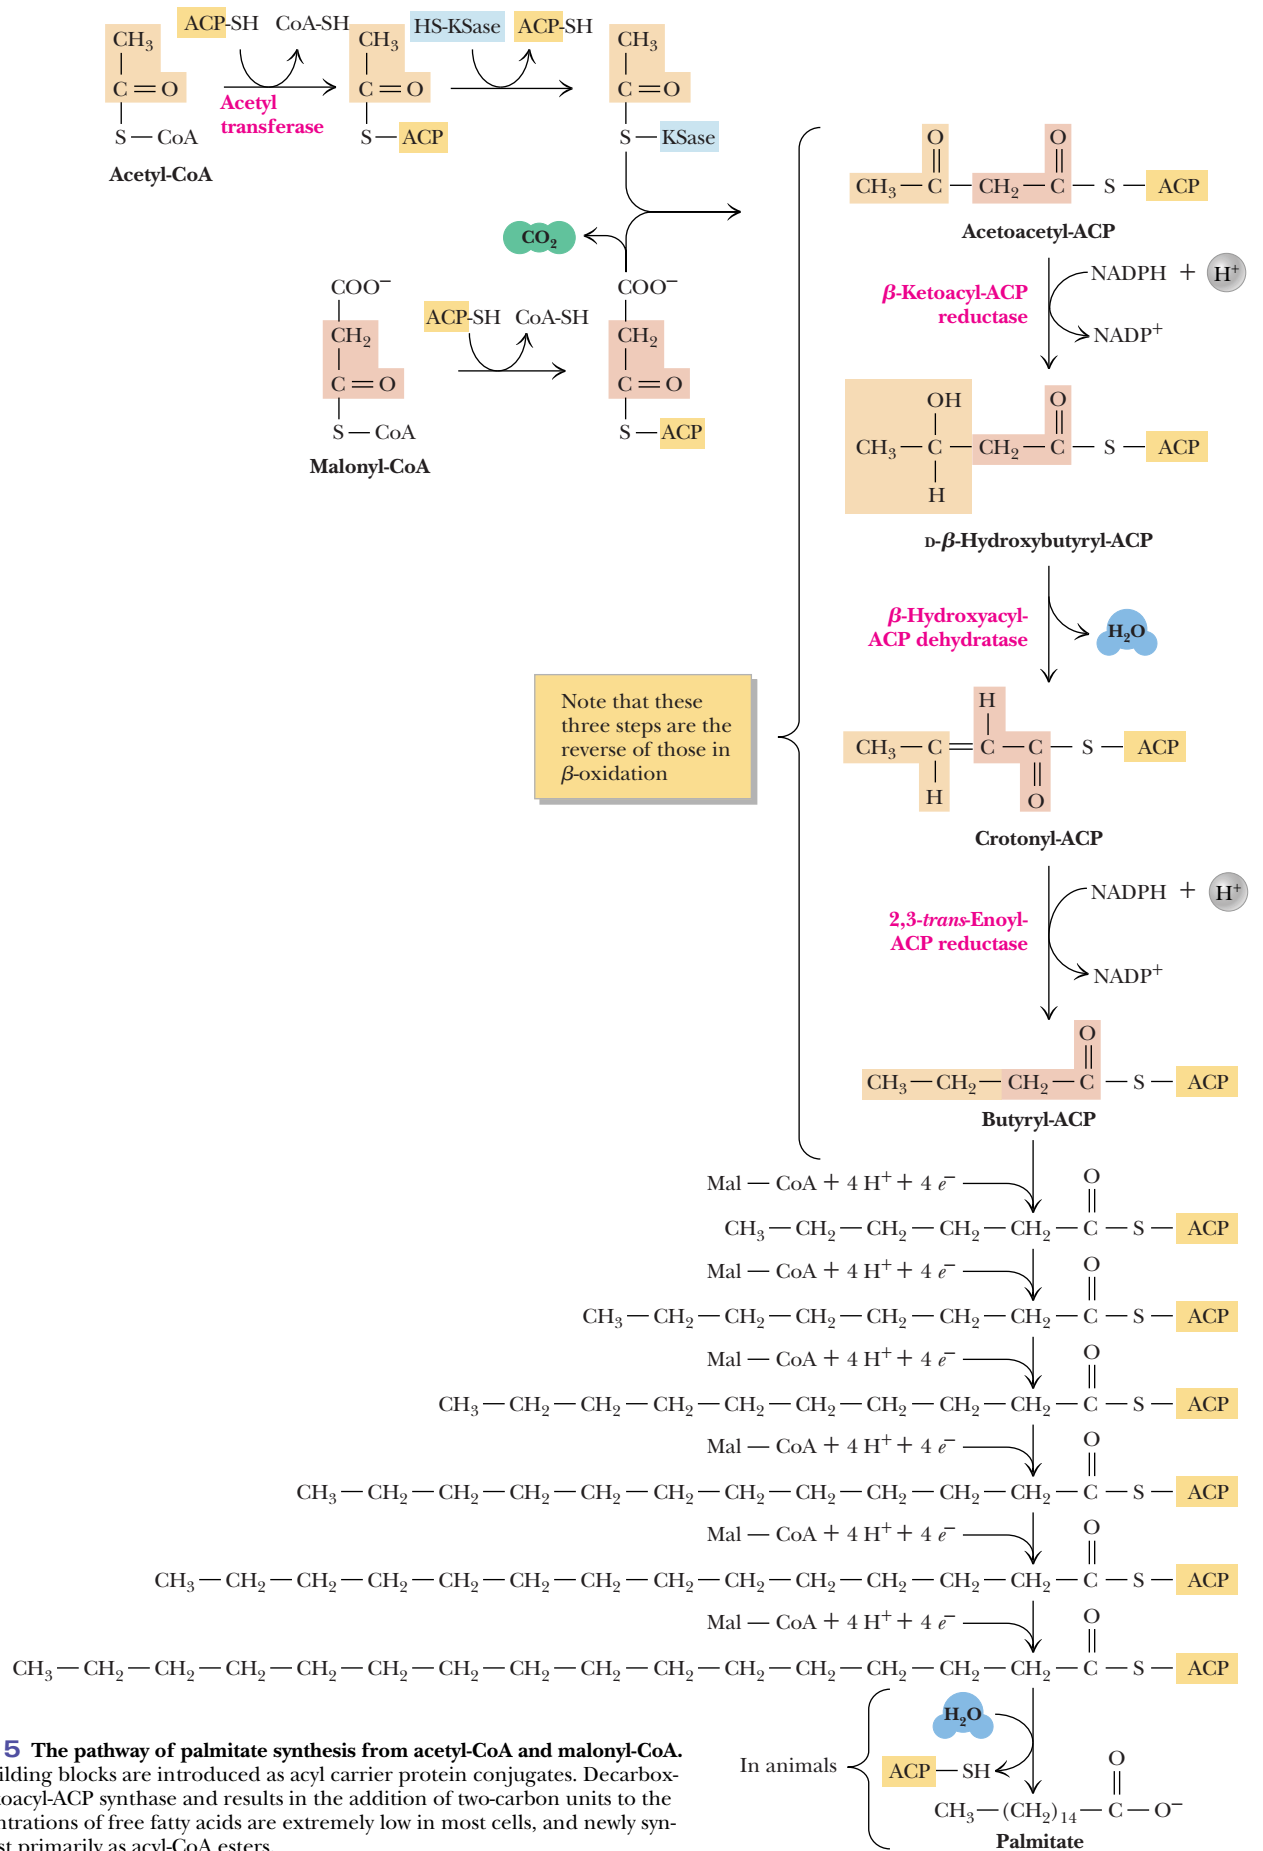 ACP-SH CoA-SH HS-KSase ACP-SH
CH₃ CH₃ CH₃
C=O C=O C=O
Acetyl
transferase
S—CoA S—ACP S—KSase
Acetyl-CoA
CO₂
COO⁻ COO⁻
ACP-SH CoA-SH
CH₂ CH₂
C=O C=O
S—CoA S—ACP
Malonyl-CoA
O O
CH₃—C—CH₂—C—S—ACP
Acetoacetyl-ACP
NADPH + H⁺
β-Ketoacyl-ACP
reductase
NADP⁺
OH O
CH₃—C—CH₂—C—S—ACP
H
D-β-Hydroxybutyryl-ACP
β-Hydroxyacyl-
ACP dehydratase
H₂O
Note that these
three steps are the
reverse of those in
β-oxidation
H
CH₃—C=C—C—S—ACP
H O
Crotonyl-ACP
NADPH + H⁺
2,3-trans-Enoyl-
ACP reductase
NADP⁺
O
CH₃—CH₂—CH₂—C—S—ACP
Butyryl-ACP
Mal—CoA + 4 H⁺ + 4 e⁻ O
CH₃—CH₂—CH₂—CH₂—CH₂—C—S—ACP
Mal—CoA + 4 H⁺ + 4 e⁻ O
CH₃—CH₂—CH₂—CH₂—CH₂—CH₂—CH₂—C—S—ACP
Mal—CoA + 4 H⁺ + 4 e⁻ O
CH₃—CH₂—CH₂—CH₂—CH₂—CH₂—CH₂—CH₂—CH₂—C—S—ACP
Mal—CoA + 4 H⁺ + 4 e⁻ O
CH₃—CH₂—CH₂—CH₂—CH₂—CH₂—CH₂—CH₂—CH₂—CH₂—CH₂—C—S—ACP
Mal—CoA + 4 H⁺ + 4 e⁻ O
CH₃—CH₂—CH₂—CH₂—CH₂—CH₂—CH₂—CH₂—CH₂—CH₂—CH₂—CH₂—CH₂—C—S—ACP
Mal—CoA + 4 H⁺ + 4 e⁻ O
CH₃—CH₂—CH₂—CH₂—CH₂—CH₂—CH₂—CH₂—CH₂—CH₂—CH₂—CH₂—CH₂—CH₂—CH₂—C—S—ACP
H₂O
In animals
ACP—SH
O
CH₃—(CH₂)₁₄—C—O⁻
Palmitate
5 The pathway of palmitate synthesis from acetyl-CoA and malonyl-CoA.
ilding blocks are introduced as acyl carrier protein conjugates. Decarbox-
toacyl-ACP synthase and results in the addition of two-carbon units to the
ntrations of free fatty acids are extremely low in most cells, and newly syn-
st primarily as acyl-CoA esters.